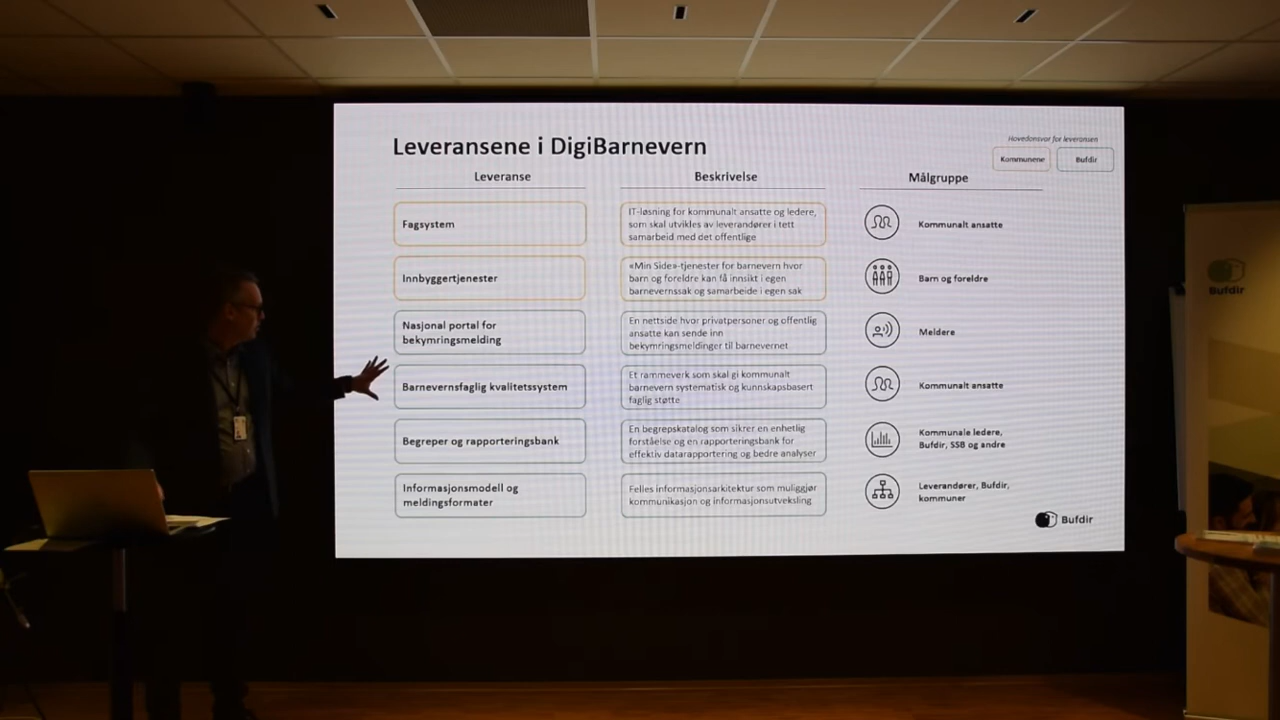 Leveransene i DigiBarnevern
Hovedansvar for leveransen
Kommunene
Bufdir
Leveranse
Beskrivelse
Målgruppe
Fagsystem
IT-løsning for kommunalt ansatte og ledere,
som skal utvikles av leverandører i tett
samarbeid med det offentlige
Kommunalt ansatte
Innbyggertjenester
«Min Side»-tjenester for barnevern hvor
barn og foreldre kan få innsikt i egen
barnevernssak og samarbeide i egen sak
Barn og foreldre
Nasjonal portal for
bekymringsmelding
En nettside hvor privatpersoner og offentlig
ansatte kan sende inn
bekymringsmeldinger til barnevernet
Meldere
Barnevernsfaglig kvalitetssystem
Et rammeverk som skal gi kommunalt
barnevern systematisk og kunnskapsbasert
faglig støtte
Kommunalt ansatte
Begreper og rapporteringsbank
En begrepskatalog som sikrer en enhetlig
forståelse og en rapporteringsbank for
effektiv datarapportering og bedre analyser
Kommunale ledere,
Bufdir, SSB og andre
Informasjonsmodell og
meldingsformater
Felles informasjonsarkitektur som muliggjør
kommunikasjon og informasjonsutveksling
Leverandører, Bufdir,
kommuner
Bufdir
Bufdir